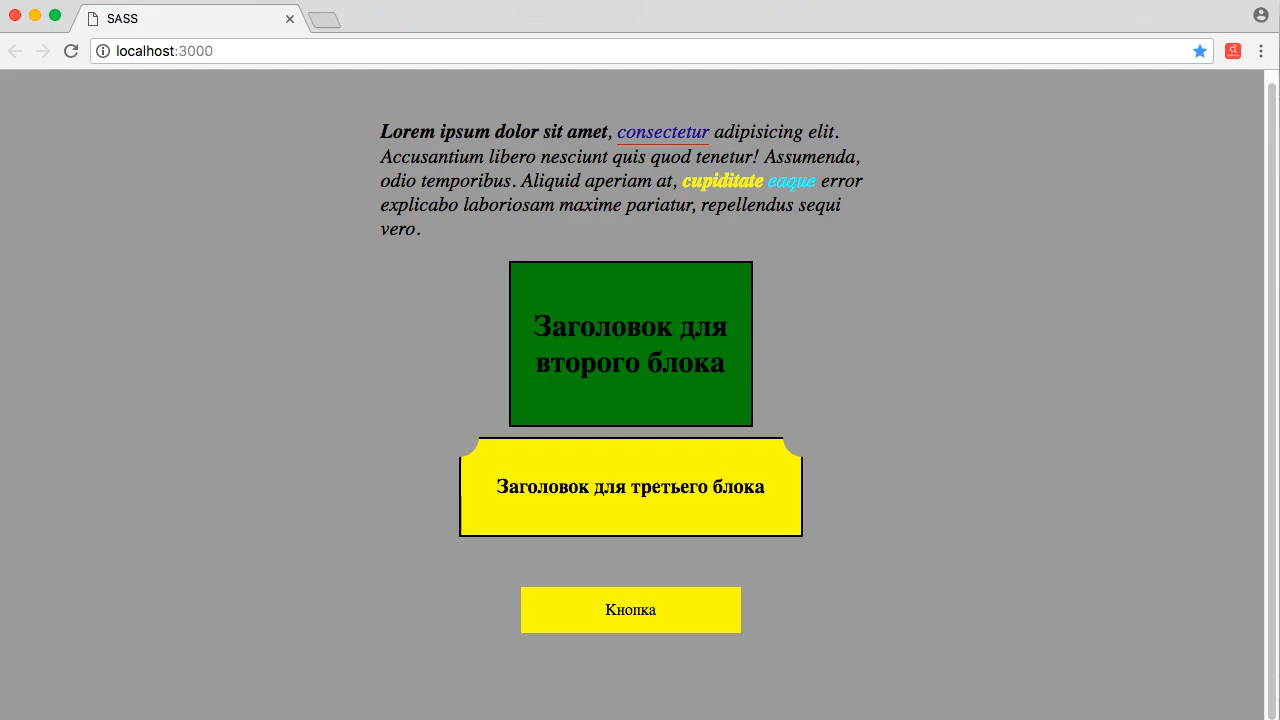 SASS
localhost:3000
Lorem ipsum dolor sit amet, consectetur adipisicing elit.
Accusantium libero nesciunt quis quod tenetur! Assumenda,
odio temporibus. Aliquid aperiam at, cupiditate eaque error
explicabo laboriosam maxime pariatur, repellendus sequi
vero.
Заголовок для
второго блока
Заголовок для третьего блока
Кнопка